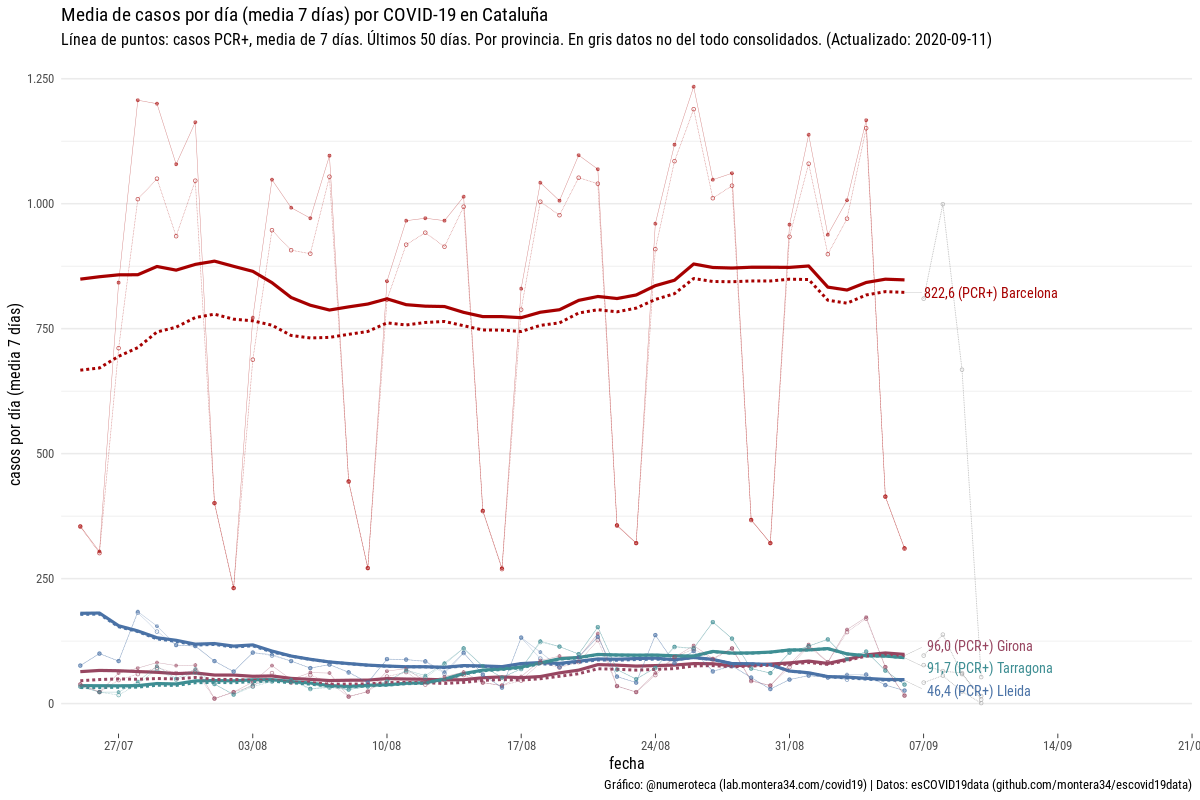 Media de casos por día (media 7 días) por COVID-19 en Cataluña
Línea de puntos: casos PCR+, media de 7 días. Últimos 50 días. Por provincia. En gris datos no del todo consolidados. (Actualizado: 2020-09-11)
casos por día (media 7 días)
1.250
1.000
750
500
250
0
822,6 (PCR+) Barcelona
96,0 (PCR+) Girona
91,7 (PCR+) Tarragona
46,4 (PCR+) Lleida
27/07
03/08
10/08
17/08
24/08
31/08
07/09
14/09
21/0
fecha
Gráfico: @numeroteca (lab.montera34.com/covid19) | Datos: esCOVID19data (github.com/montera34/escovid19data)